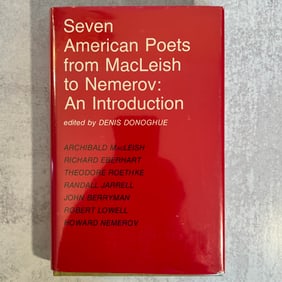 Seven
American Poets
from MacLeish
to Nemerov:
An Introduction
edited by DENIS DONOGHUE
ARCHIBALD MacLEISH
RICHARD EBERHART
THEODORE ROETHKE
RANDALL JARRELL
JOHN BERRYMAN
ROBERT LOWELL
HOWARD NEMEROV